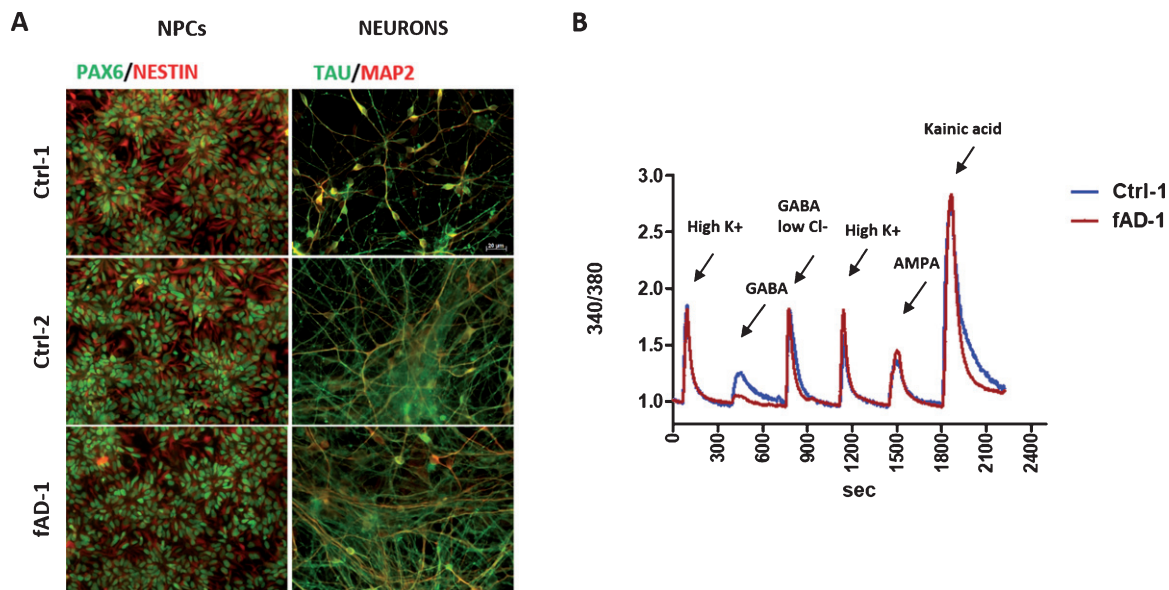 A
NPCs
NEURONS
PAX6/NESTIN
TAU/MAP2
Ctrl-1
20 µm
Ctrl-2
fAD-1
B
Kainic acid
High K+
GABA
low Cl-
High K+
AMPA
GABA
Ctrl-1
fAD-1
340/380
3.0
2.5
2.0
1.5
1.0
0
300
600
900
1200
1500
1800
2100
2400
sec